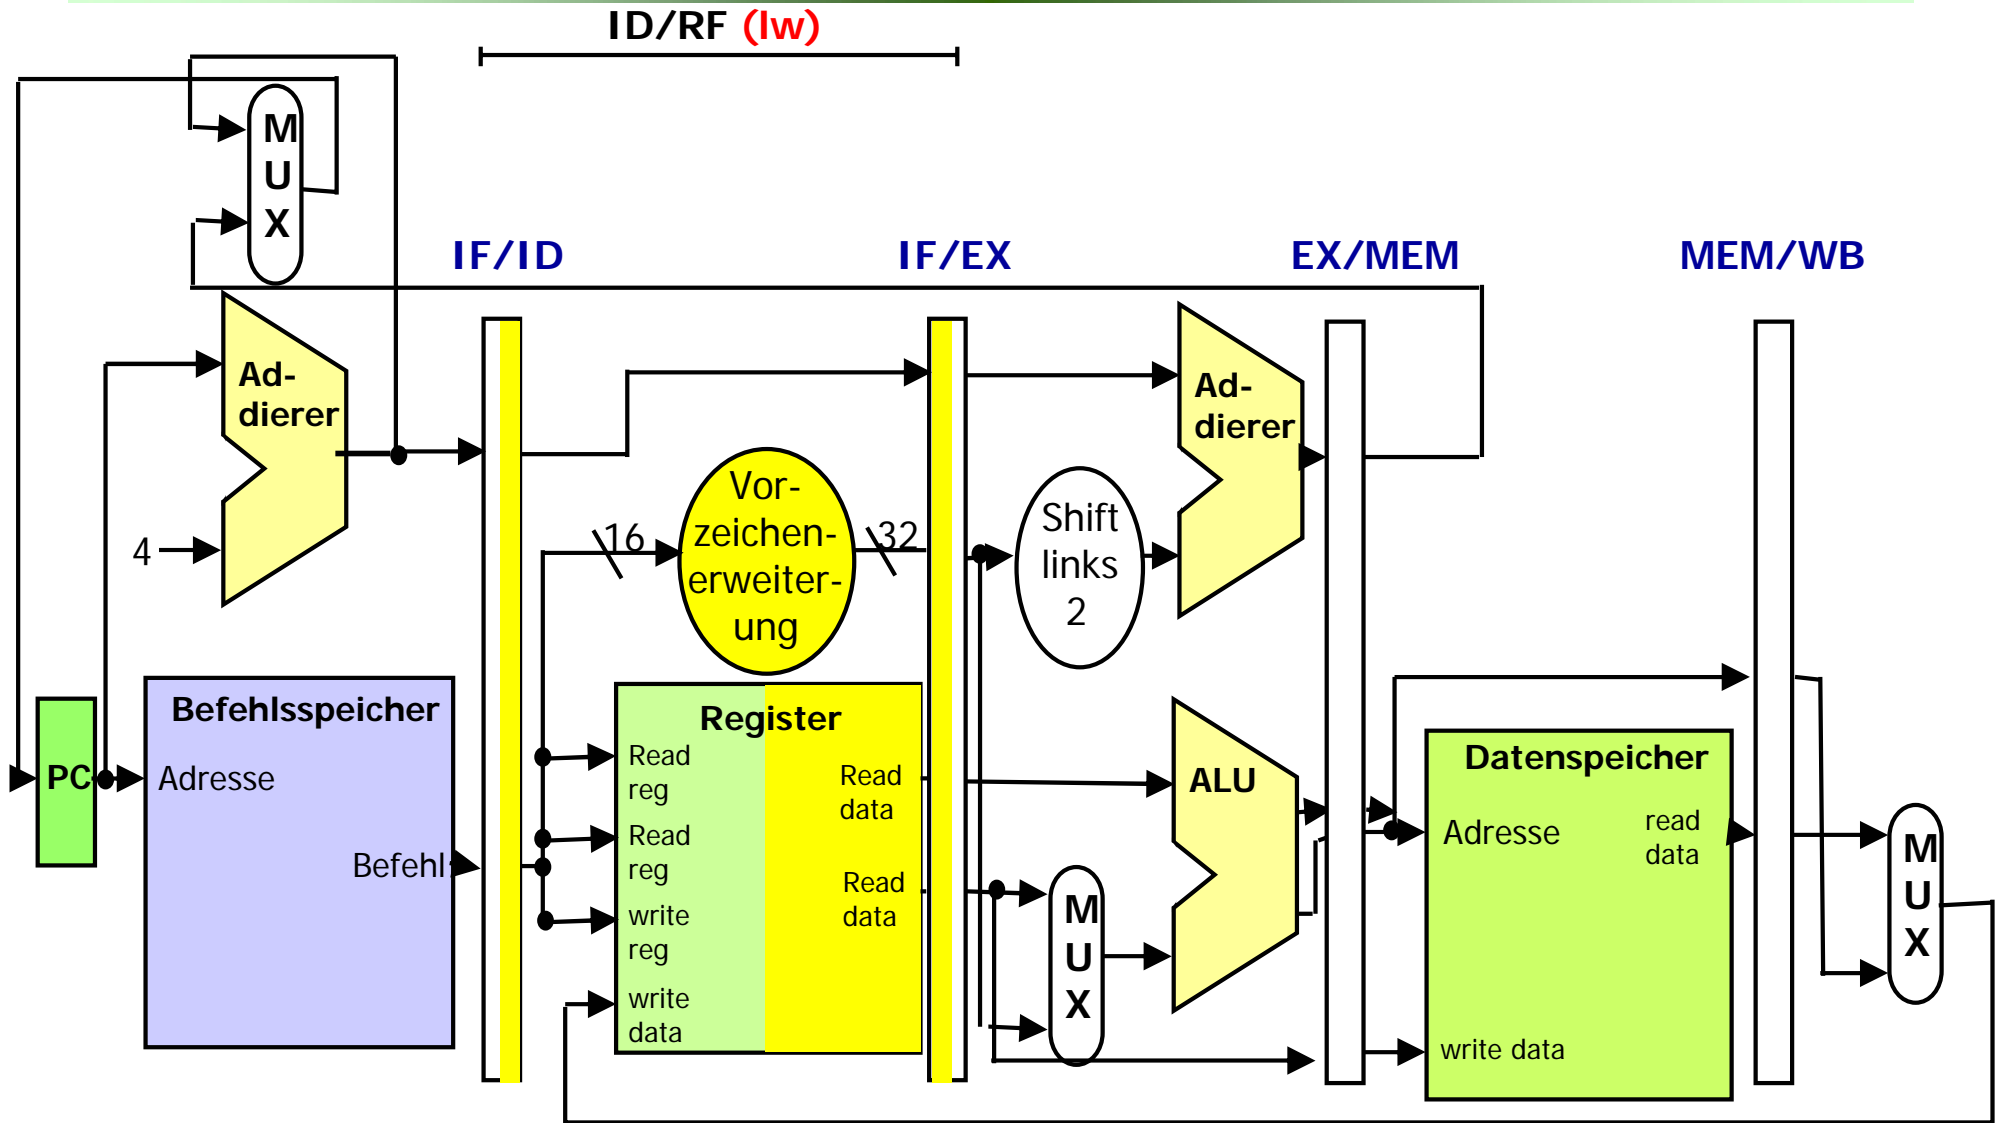 ID/RF (lw)
M
U
X
IF/ID
IF/EX
EX/MEM
MEM/WB
Ad-
dierer
4
16
Vor-
zeichen-
erweiter-
ung
32
Shift
links
2
Ad-
dierer
PC
Befehlsspeicher
Adresse
Befehl
Register
Read
reg
Read
reg
write
reg
write
data
Read
data
Read
data
M
U
X
ALU
Datenspeicher
Adresse
read
data
write data
M
U
X